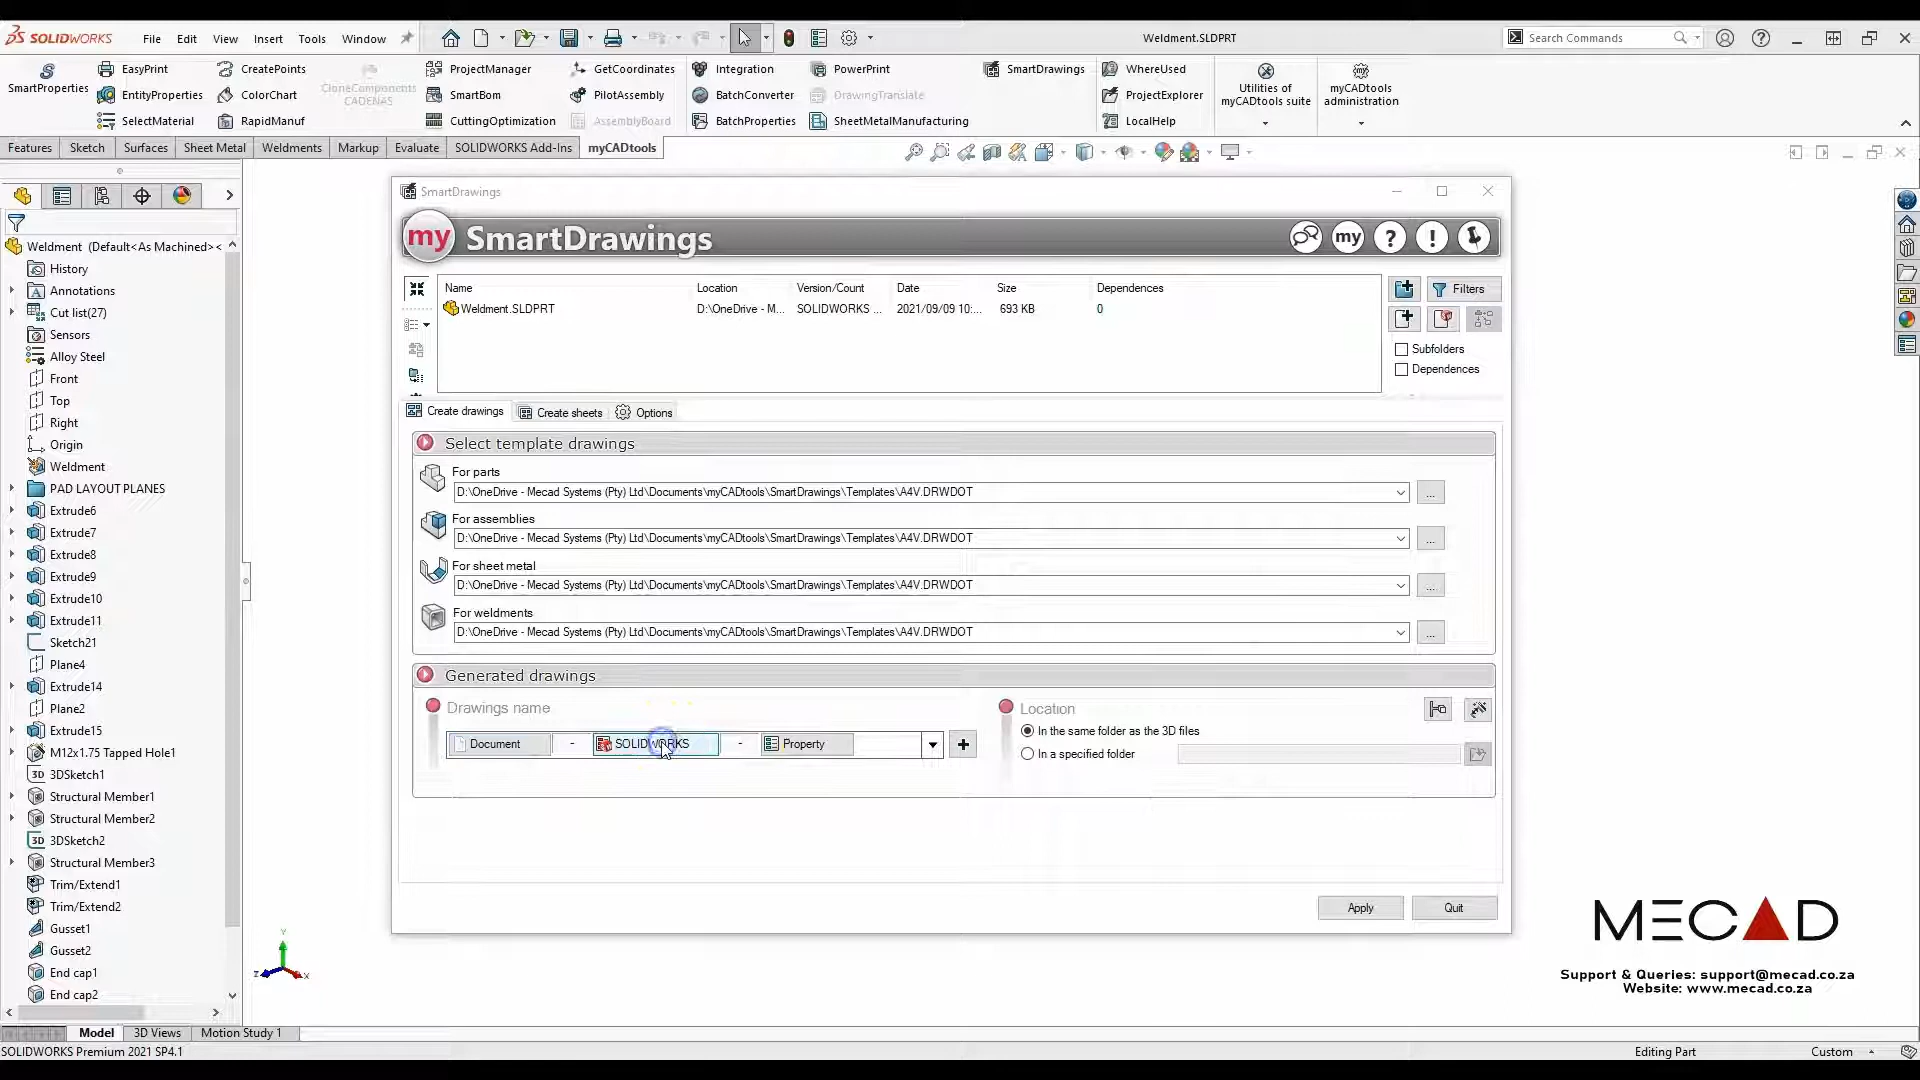 SOLIDWORKS File Edit View Insert Tools Window Weldment.SLDPRT Search Commands
SmartProperties
EasyPrint
EntityProperties
SelectMaterial
CreatePoints
ColorChart
RapidManuf
CloneComponents
CADENAS
ProjectManager
SmartBom
CuttingOptimization
GetCoordinates
PilotAssembly
AssemblyBoard
Integration
BatchConverter
BatchProperties
PowerPrint
DrawingTranslate
SheetMetalManufacturing
SmartDrawings
WhereUsed
ProjectExplorer
LocalHelp
Utilities of
myCADtools suite
myCADtools
administration
Features Sketch Surfaces Sheet Metal Weldments Markup Evaluate SOLIDWORKS Add-Ins myCADtools
Weldment (Default<As Machined><
History
Annotations
Cut list(27)
Sensors
Alloy Steel
Front
Top
Right
Origin
Weldment
PAD LAYOUT PLANES
Extrude6
Extrude7
Extrude8
Extrude9
Extrude10
Extrude11
Sketch21
Plane4
Extrude14
Plane2
Extrude15
M12x1.75 Tapped Hole1
3D 3DSketch1
Structural Member1
Structural Member2
3D 3DSketch2
Structural Member3
Trim/Extend1
Trim/Extend2
Gusset1
Gusset2
End cap1
End cap2
SmartDrawings
my SmartDrawings my ? !
Name Location Version/Count Date Size Dependences
Weldment.SLDPRT D:\OneDrive - M... SOLIDWORKS ... 2021/09/09 10:... 693 KB 0
Filters
Subfolders
Dependences
Create drawings Create sheets Options
Select template drawings
For parts
D:\OneDrive - Mecad Systems (Pty) Ltd\Documents\myCADtools\SmartDrawings\Templates\A4V.DRWDOT ...
For assemblies
D:\OneDrive - Mecad Systems (Pty) Ltd\Documents\myCADtools\SmartDrawings\Templates\A4V.DRWDOT ...
For sheet metal
D:\OneDrive - Mecad Systems (Pty) Ltd\Documents\myCADtools\SmartDrawings\Templates\A4V.DRWDOT ...
For weldments
D:\OneDrive - Mecad Systems (Pty) Ltd\Documents\myCADtools\SmartDrawings\Templates\A4V.DRWDOT ...
Generated drawings
Drawings name
Document - SOLIDWORKS - Property
Location
In the same folder as the 3D files
In a specified folder
Apply Quit
Y
Z X
MECAD
Support & Queries: support@mecad.co.za
Website: www.mecad.co.za
Model 3D Views Motion Study 1
SOLIDWORKS Premium 2021 SP4.1 Editing Part Custom